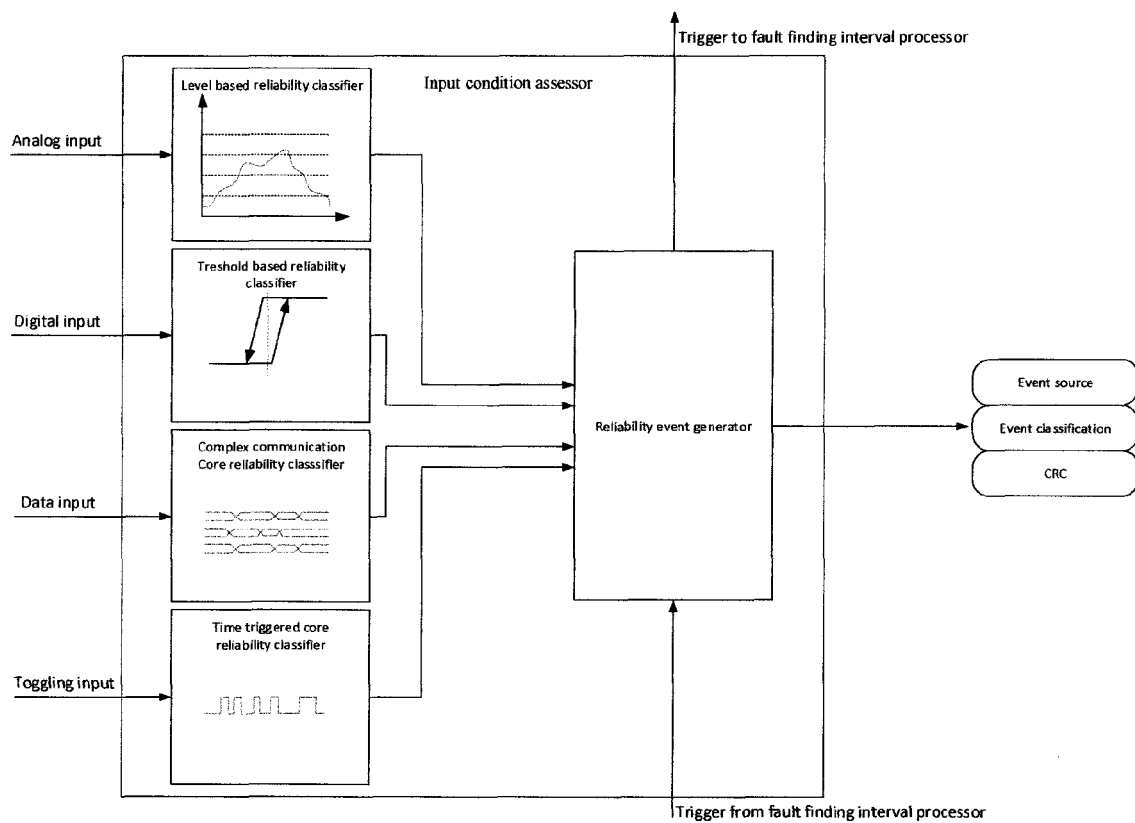 Trigger to fault finding interval processor
Level based reliability classifier
Input condition assessor
Analog input
Treshold based reliability
classifier
Digital input
Complex communication
Core reliability classsifier
Data input
Time triggered core
reliability classifier
Toggling input
Reliability event generator
Event source
Event classification
CRC
Trigger from fault finding interval processor